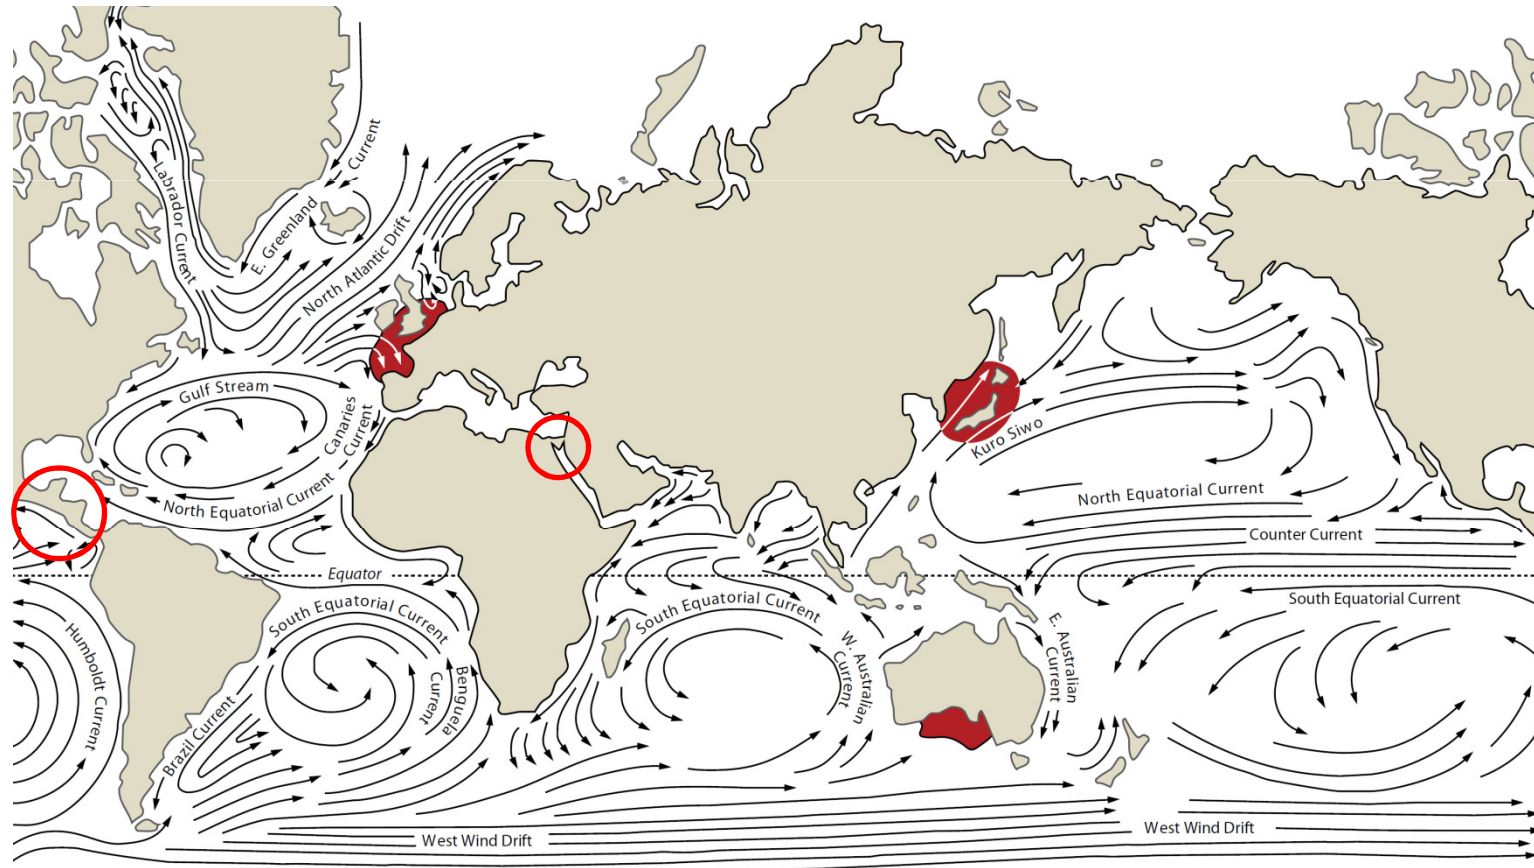 Labrador Current
E. Greenland
Current
North Atlantic Drift
Gulf Stream
Canaries
Current
North Equatorial Current
Equator
South Equatorial Current
Humboldt Current
Brazil Current
Benguela
Current
West Wind Drift
South Equatorial Current
W. Australian
Current
E. Australian
Current
Kuro Siwo
North Equatorial Current
Counter Current
South Equatorial Current
West Wind Drift